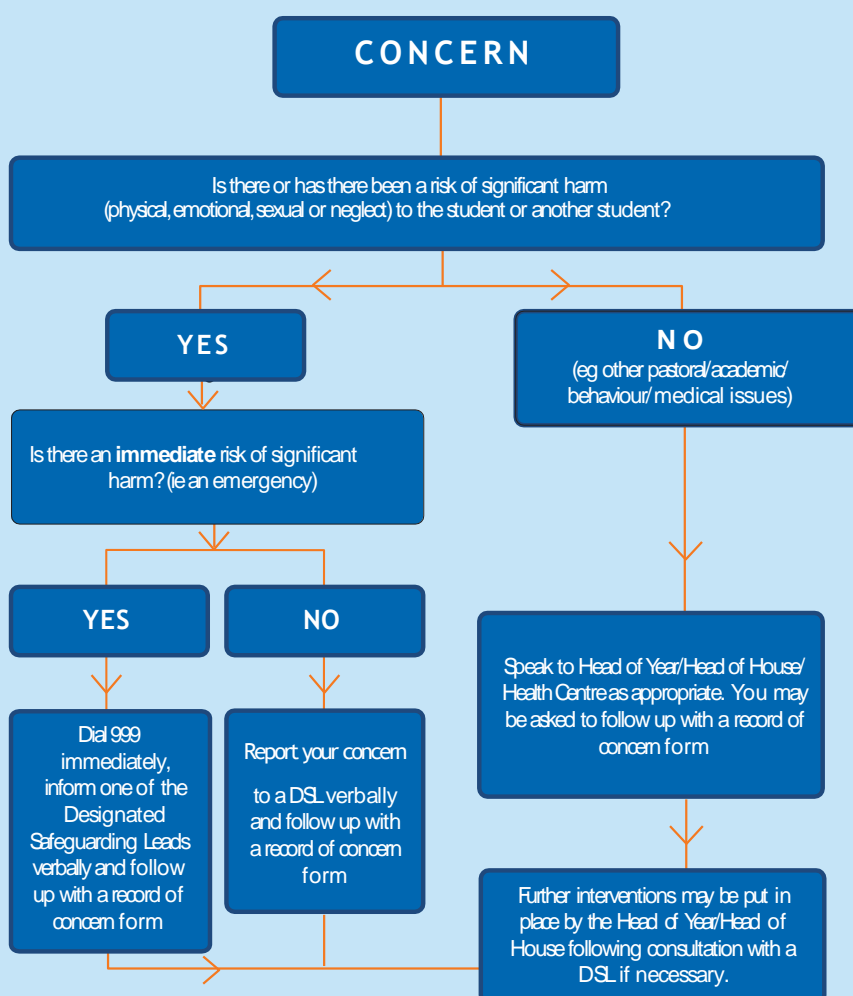 CONCERN
Is there or has there been a risk of significant harm
(physical, emotional, sexual or neglect) to the student or another student?
YES
NO
(eg other pastoral/academic/
behaviour/medical issues)
Is there an immediate risk of significant
harm? (ie an emergency)
YES
NO
Speak to Head of Year/Head of House/
Health Centre as appropriate. You may
be asked to follow up with a record of
concern form
Dial 999
immediately,
inform one of the
Designated
Safeguarding Leads
verbally and follow
up with a record of
concern form
Report your concern
to a DSL verbally
and follow up with
a record of concern
form
Further interventions may be put in
place by the Head of Year/Head of
House following consultation with a
DSL if necessary.